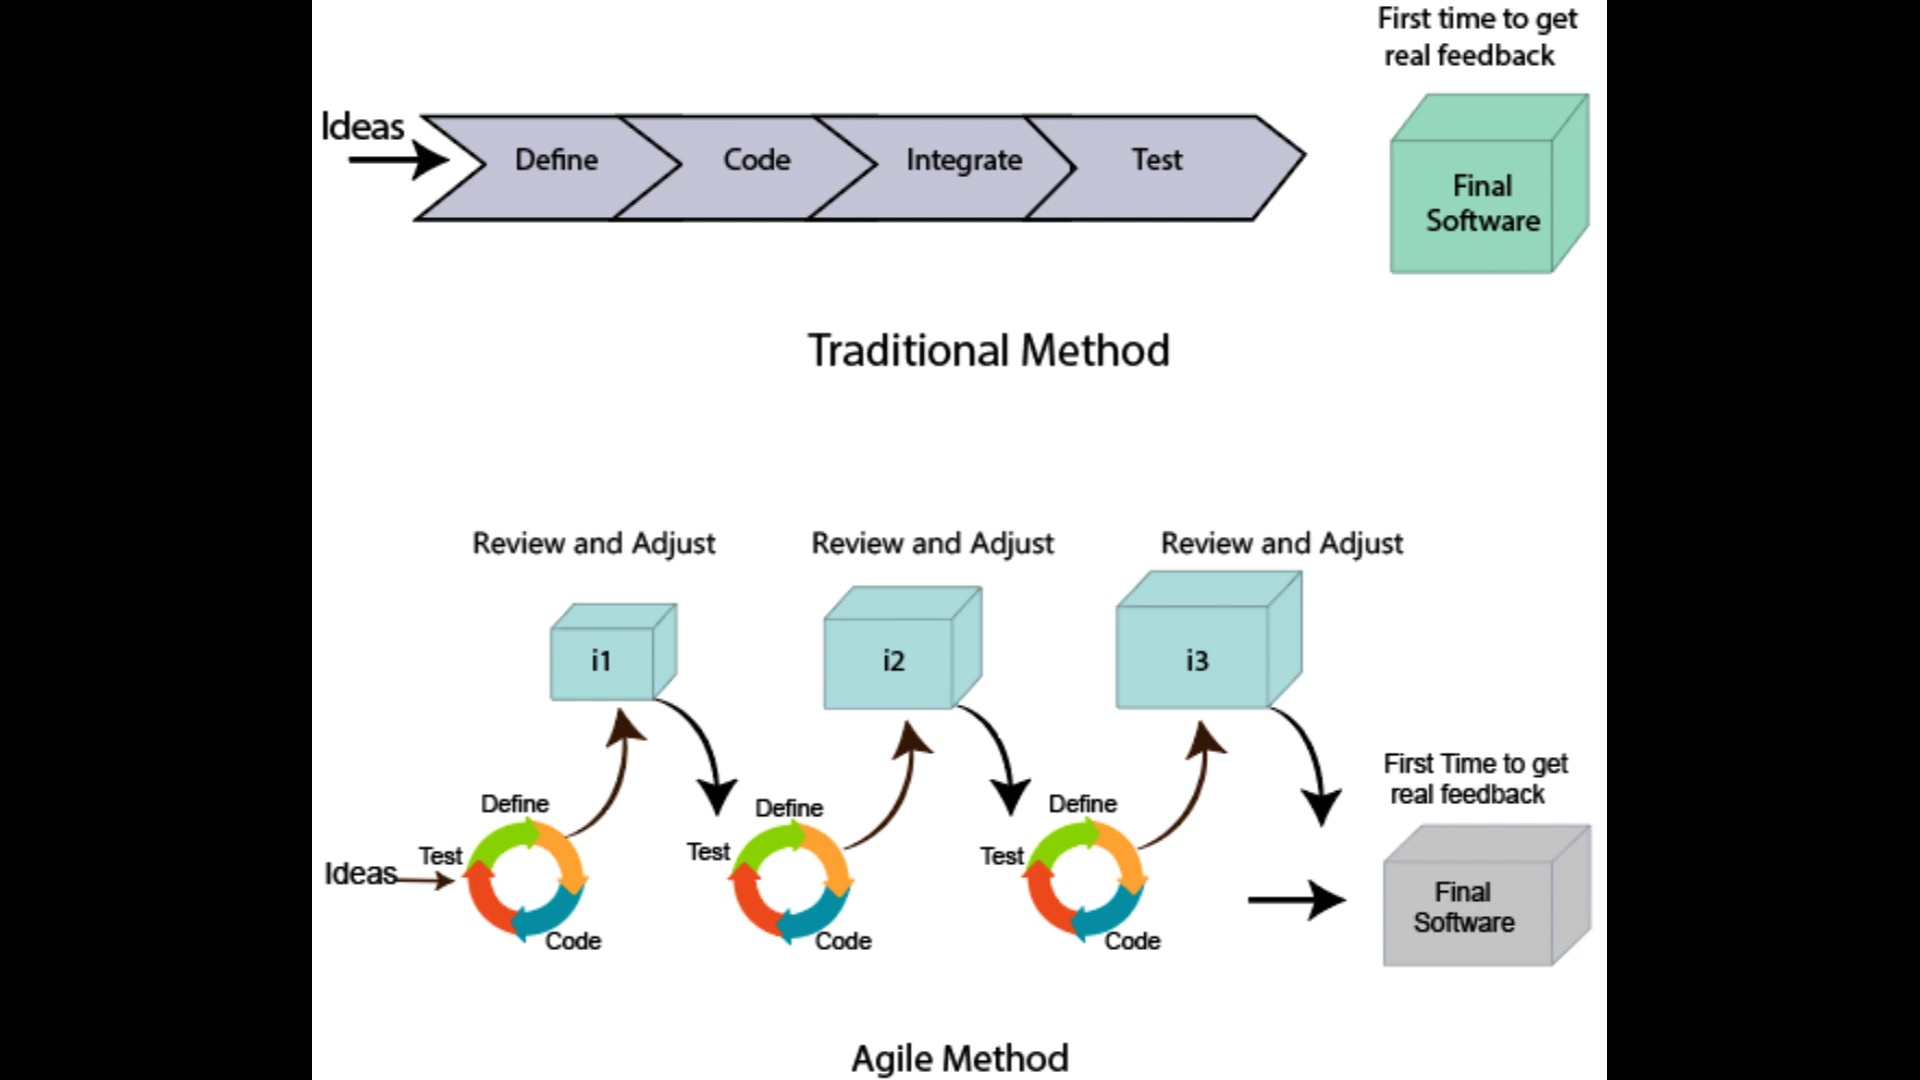 First time to get
real feedback
Ideas
Define
Code
Integrate
Test
Final
Software
Traditional Method
Review and Adjust
Review and Adjust
Review and Adjust
i1
i2
i3
First Time to get
real feedback
Define
Define
Define
Test
Test
Test
Ideas
Final
Software
Code
Code
Code
Agile Method